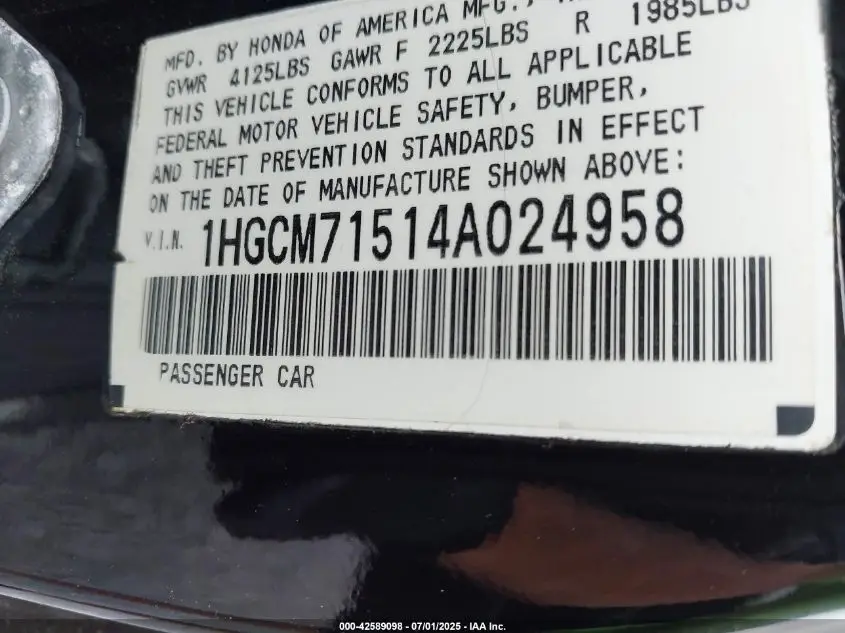 MFD. BY HONDA OF AMERICA MFG.,
GVWR 4125LBS GAWR F 2225LBS R 1985LBS
THIS VEHICLE CONFORMS TO ALL APPLICABLE
FEDERAL MOTOR VEHICLE SAFETY, BUMPER,
AND THEFT PREVENTION STANDARDS IN EFFECT
ON THE DATE OF MANUFACTURE SHOWN ABOVE:
V.I.N. 1HGCM71514A024958
PASSENGER CAR
000-42589098 - 07/01/2025 - IAA Inc.